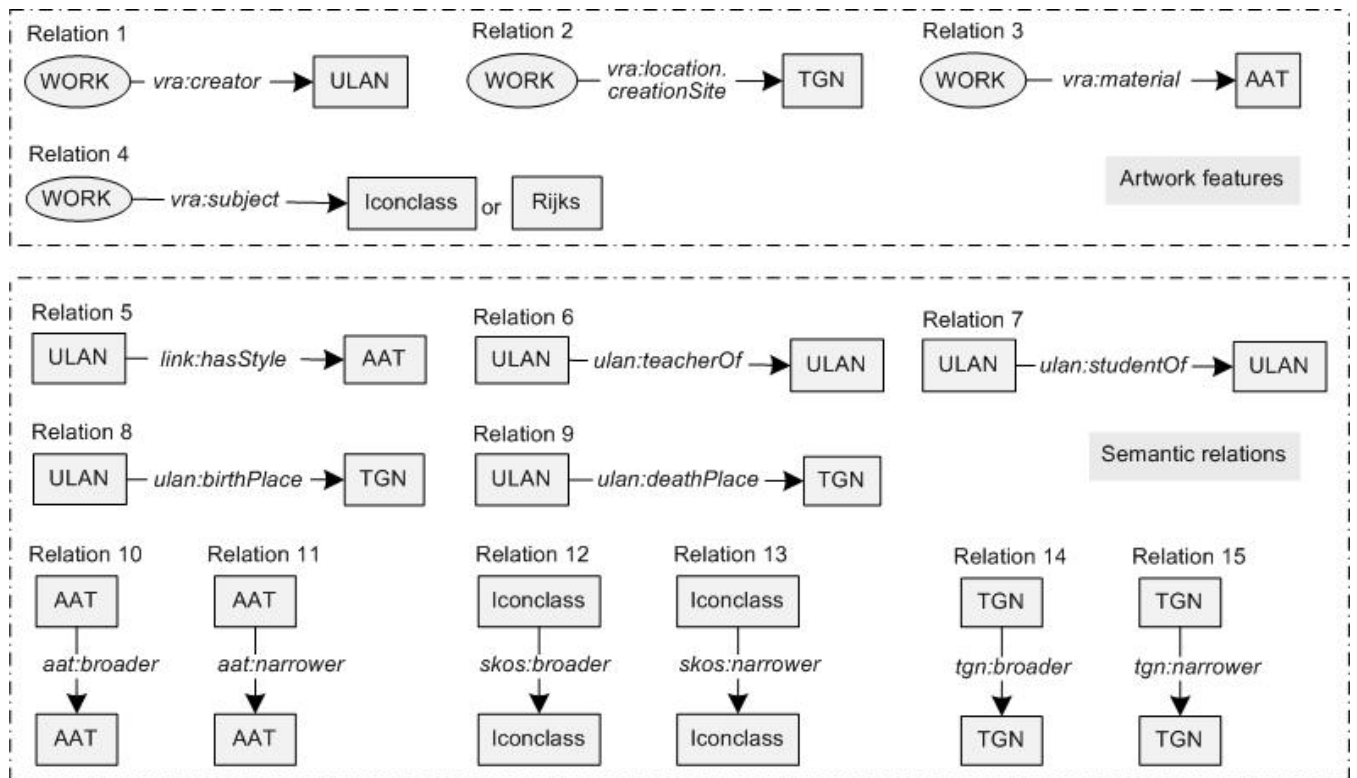 Relation 1
Relation 2
Relation 3
WORK vra:creator ULAN
WORK vra:location.
creationSite TGN
WORK vra:material AAT
Relation 4
WORK vra:subject Iconclass or Rijks
Artwork features
Relation 5
Relation 6
Relation 7
ULAN link:hasStyle AAT
ULAN ulan:teacherOf ULAN
ULAN ulan:studentOf ULAN
Relation 8
Relation 9
ULAN ulan:birthPlace TGN
ULAN ulan:deathPlace TGN
Semantic relations
Relation 10
Relation 11
Relation 12
Relation 13
Relation 14
Relation 15
AAT
AAT
Iconclass
Iconclass
TGN
TGN
aat:broader
aat:narrower
skos:broader
skos:narrower
tgn:broader
tgn:narrower
AAT
AAT
Iconclass
Iconclass
TGN
TGN